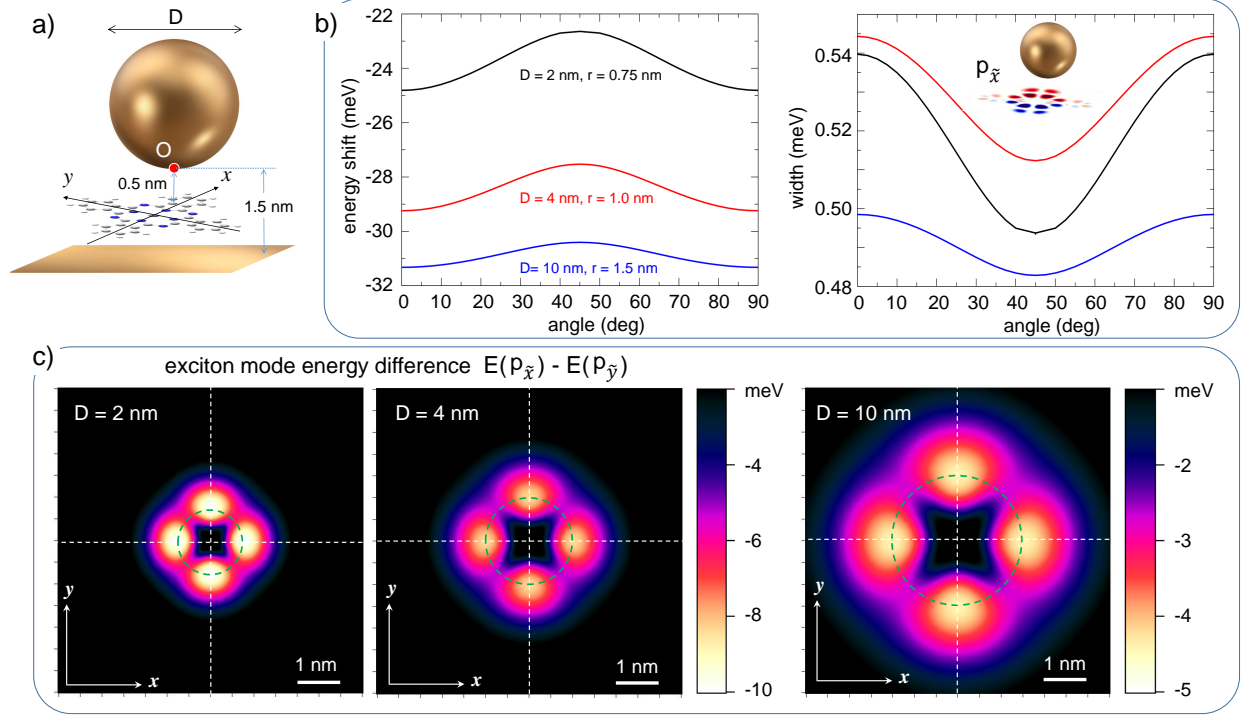 a)
D
O
y
x
0.5 nm
1.5 nm
b)
-22
-24
-26
-28
-30
-32
energy shift (meV)
D = 2 nm, r = 0.75 nm
D = 4 nm, r = 1.0 nm
D= 10 nm, r = 1.5 nm
0 10 20 30 40 50 60 70 80 90
angle (deg)
0.54
0.52
0.50
0.48
width (meV)
p_x̃
0 10 20 30 40 50 60 70 80 90
angle (deg)
c)
exciton mode energy difference E(p_x̃) - E(p_ỹ)
D = 2 nm
y
x
1 nm
D = 4 nm
y
x
1 nm
meV
-4
-6
-8
-10
D = 10 nm
y
x
1 nm
meV
-2
-3
-4
-5